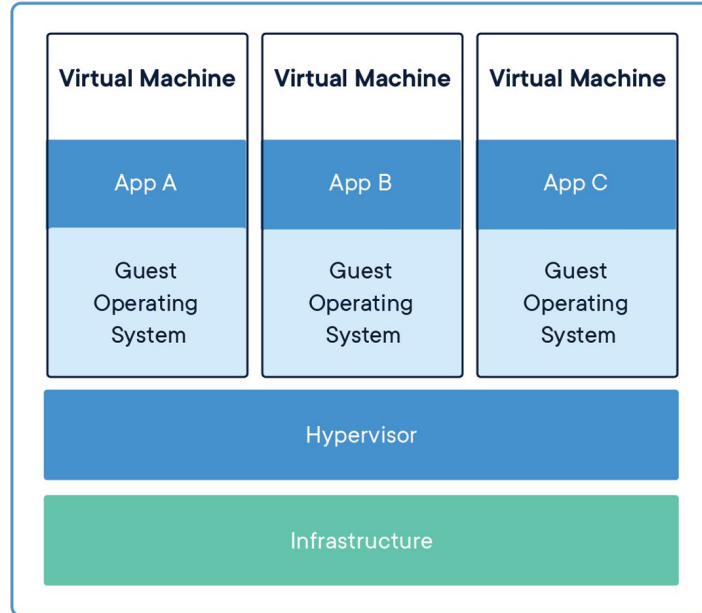 Virtual Machine
App A
Guest
Operating
System
Virtual Machine
App B
Guest
Operating
System
Virtual Machine
App C
Guest
Operating
System
Hypervisor
Infrastructure